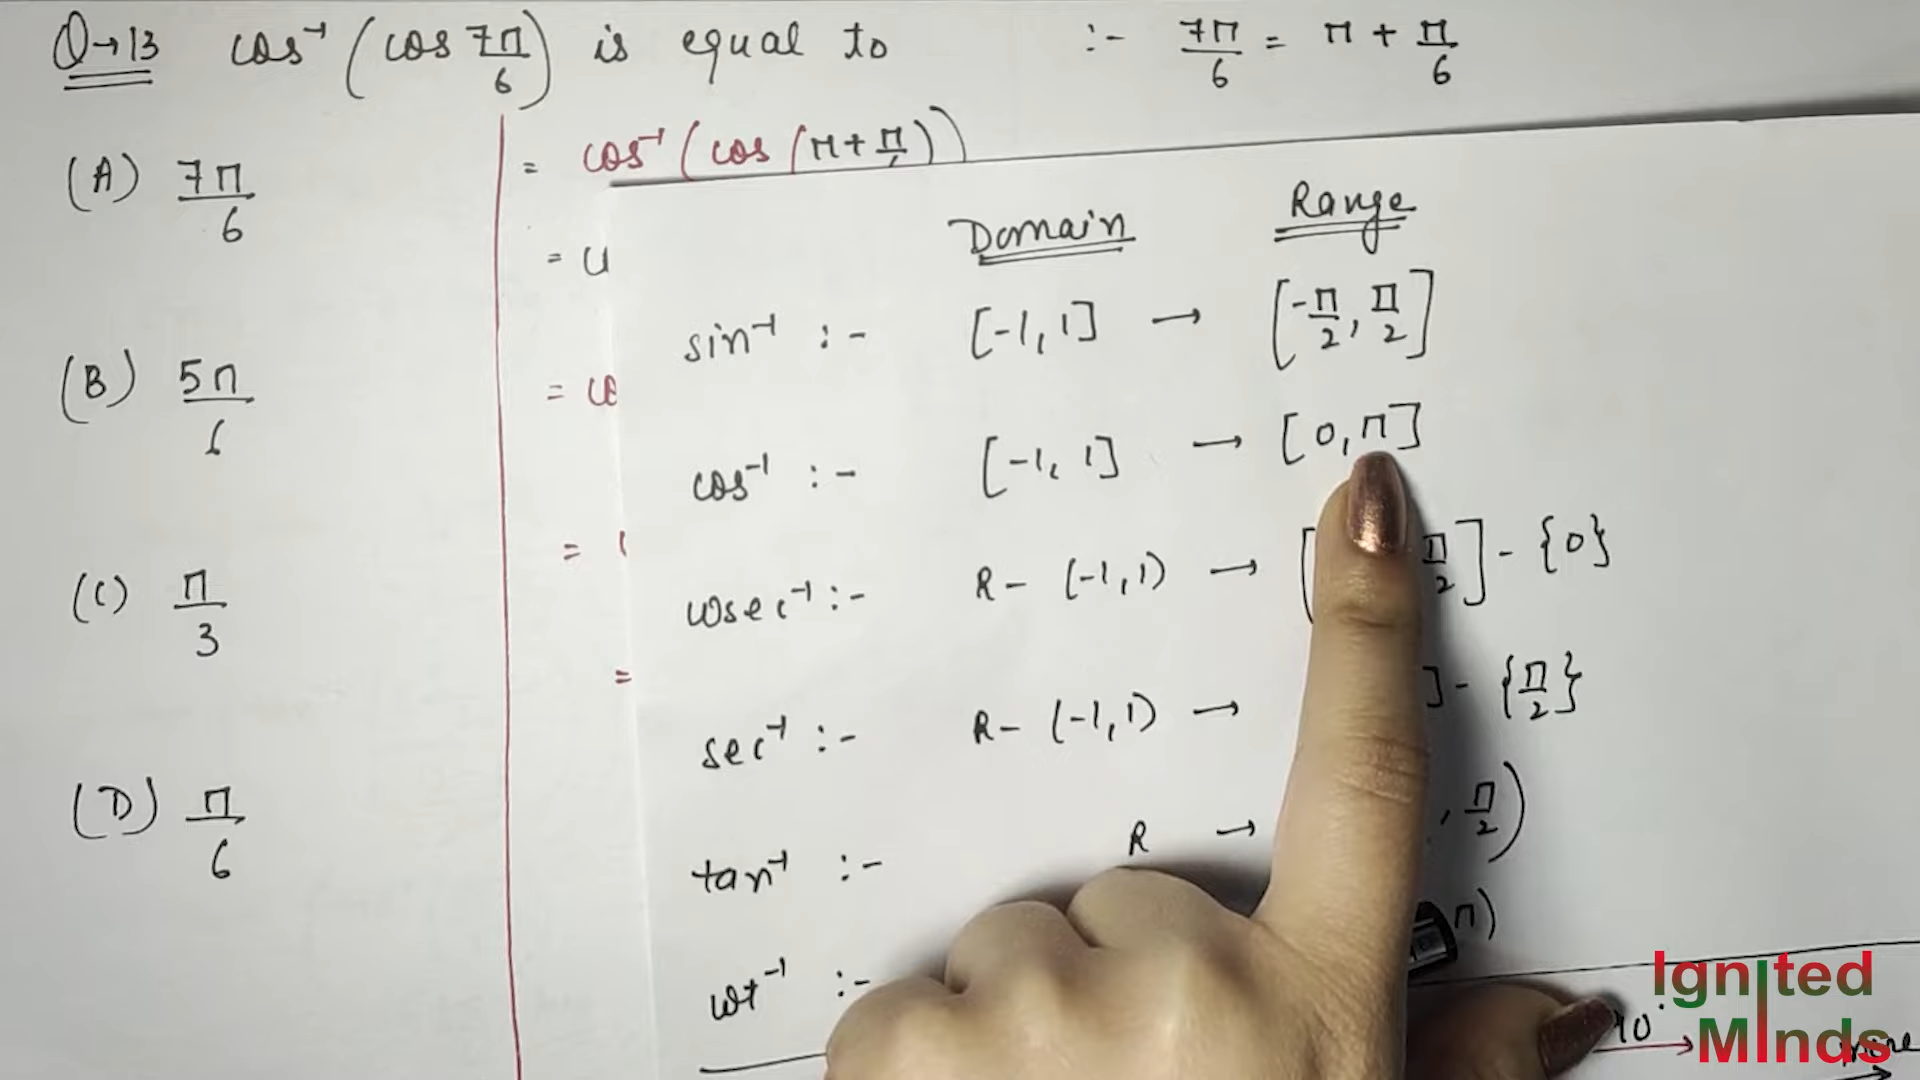 Q→13 cos⁻¹(cos 7π/6) is equal to :- 7π/6 = π + π/6
(A) 7π/6
(B) 5π/6
(C) π/3
(D) π/6
= cos⁻¹(cos(π+π
Domain Range
sin⁻¹ :- [-1,1] → [-π/2, π/2]
cos⁻¹ :- [-1,1] → [0,π]
cosec⁻¹ :- R- (-1,1) → [ π/2] - {0}
sec⁻¹ :- R- (-1,1) → ] - {π/2}
tan⁻¹ :- R → , π/2)
cot⁻¹ :- π)
Ignited
Minds